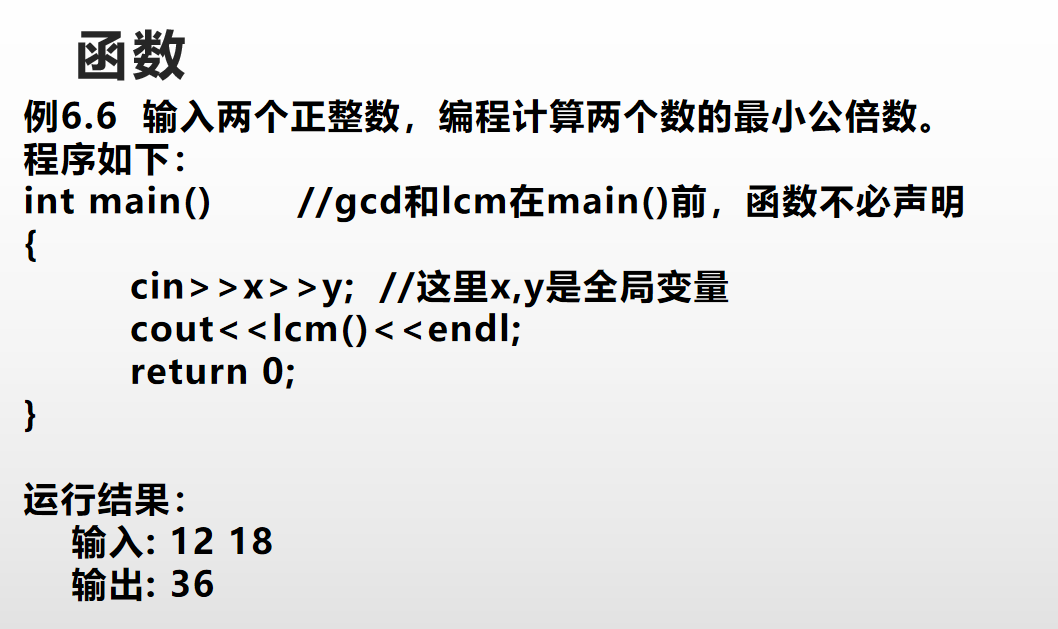 函数
例6.6 输入两个正整数，编程计算两个数的最小公倍数。
程序如下：
int main() //gcd和lcm在main()前，函数不必声明
{
cin>>x>>y; //这里x,y是全局变量
cout<<lcm()<<endl;
return 0;
}
运行结果：
输入: 12 18
输出: 36